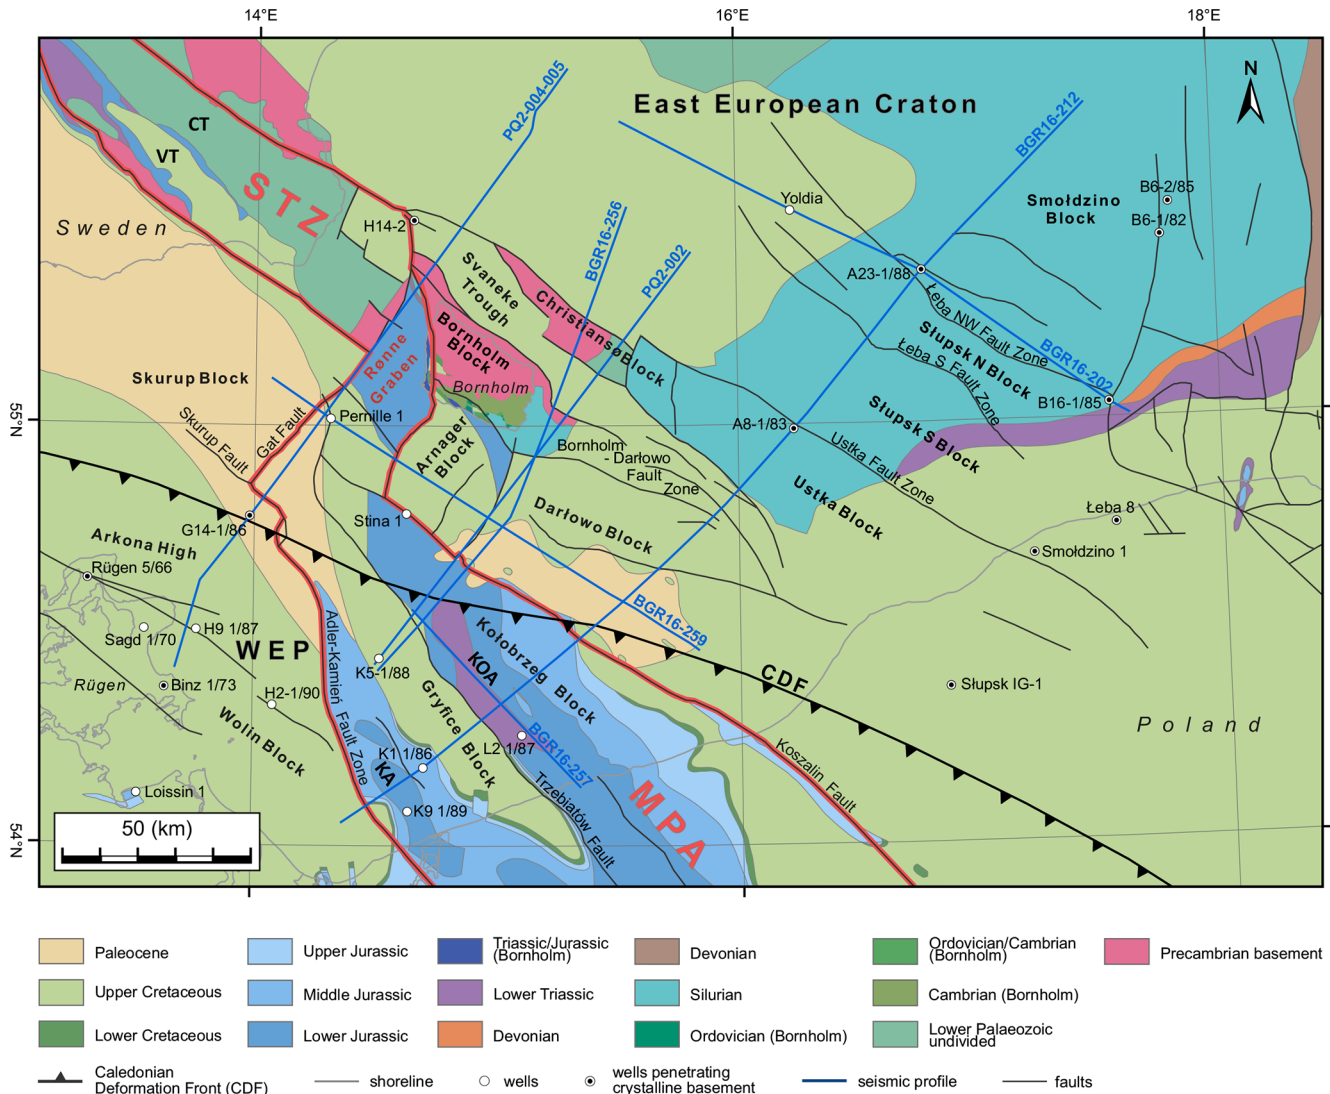 14°E
16°E
18°E
55°N
54°N
N
East European Craton
PQ2-004-005
BGR16-212
BGR16-256
PQ2-002
CT
VT
STZ
Sweden
H14-2
Yoldia
Smołdzino
Block
B6-2/85
B6-1/82
A23-1/88
Svaneke
Trough
Christiansø Block
Bornholm
Block
Bornholm
Rønne
Graben
Łeba NW Fault Zone
Słupsk N Block
Łeba S Fault Zone
BGR16-202
B16-1/85
Skurup Block
Skurup Fault
Gat Fault
Pernille 1
Arnager
Block
A8-1/83
Słupsk S Block
Ustka Fault Zone
Ustka Block
Bornholm
- Darłowo
Fault
Zone
Darłowo Block
Stina 1
G14-1/86
Arkona High
Rügen 5/66
Łeba 8
Smołdzino 1
Sagd 1/70
H9 1/87
WEP
Binz 1/73
Rügen
H2-1/90
Wolin Block
Loissin 1
Adler-Kamień Fault Zone
K5-1/88
BGR16-259
CDF
Kołobrzeg Block
KOA
Gryfice Block
L2 1/87
BGR16-257
K1 1/86
KA
K9 1/89
Trzebiatów Fault
MPA
Koszalin Fault
Słupsk IG-1
Poland
50 (km)
Paleocene
Upper Cretaceous
Lower Cretaceous
Upper Jurassic
Middle Jurassic
Lower Jurassic
Triassic/Jurassic
(Bornholm)
Lower Triassic
Devonian
Devonian
Silurian
Ordovician (Bornholm)
Ordovician/Cambrian
(Bornholm)
Cambrian (Bornholm)
Lower Palaeozoic
undivided
Precambrian basement
Caledonian
Deformation Front (CDF)
shoreline
wells
wells penetrating
crystalline basement
seismic profile
faults